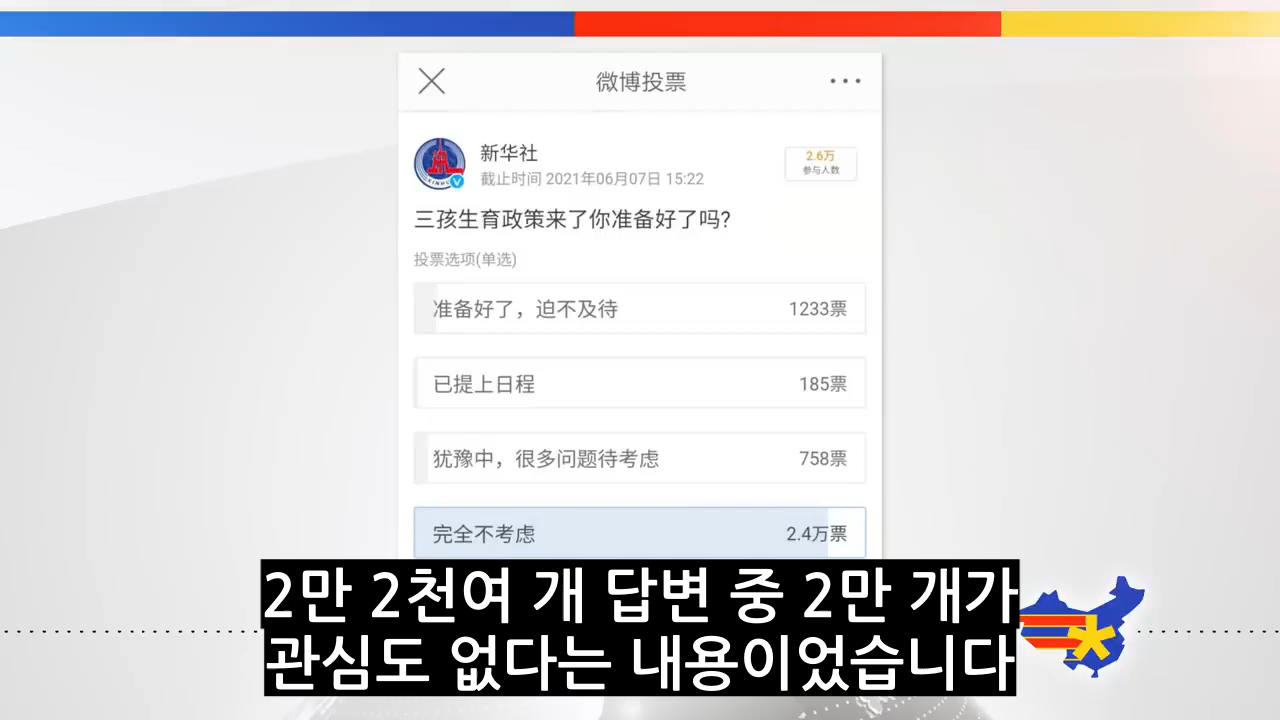 微博投票
新华社
截止时间 2021年06月07日 15:22
2.6万
参与人数
三孩生育政策来了你准备好了吗?
投票选项(单选)
准备好了，迫不及待 1233票
已提上日程 185票
犹豫中，很多问题待考虑 758票
完全不考虑 2.4万票
2만 2천여 개 답변 중 2만 개가
관심도 없다는 내용이었습니다